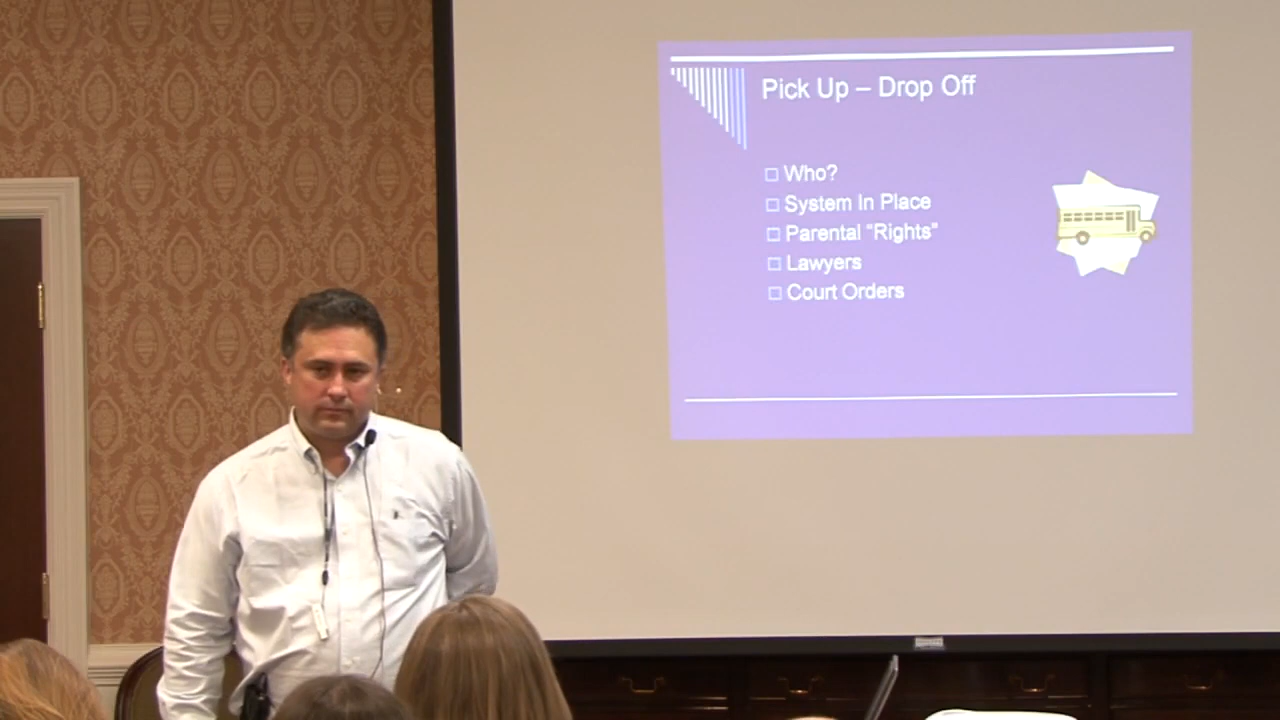 Pick Up – Drop Off
Who?
System In Place
Parental “Rights”
Lawyers
Court Orders